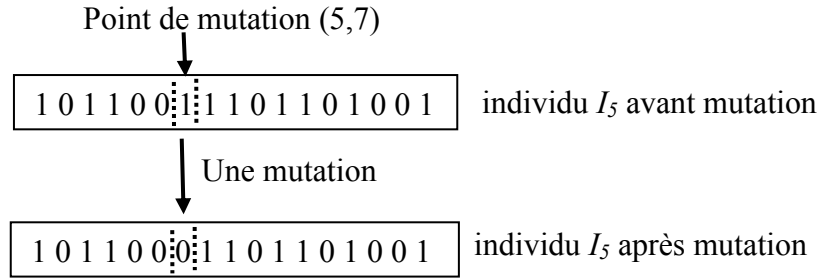 Point de mutation (5,7)
1 0 1 1 0 0 1 1 1 0 1 1 0 1 0 0 1 individu I5 avant mutation
Une mutation
1 0 1 1 0 0 0 1 1 0 1 1 0 1 0 0 1 individu I5 après mutation